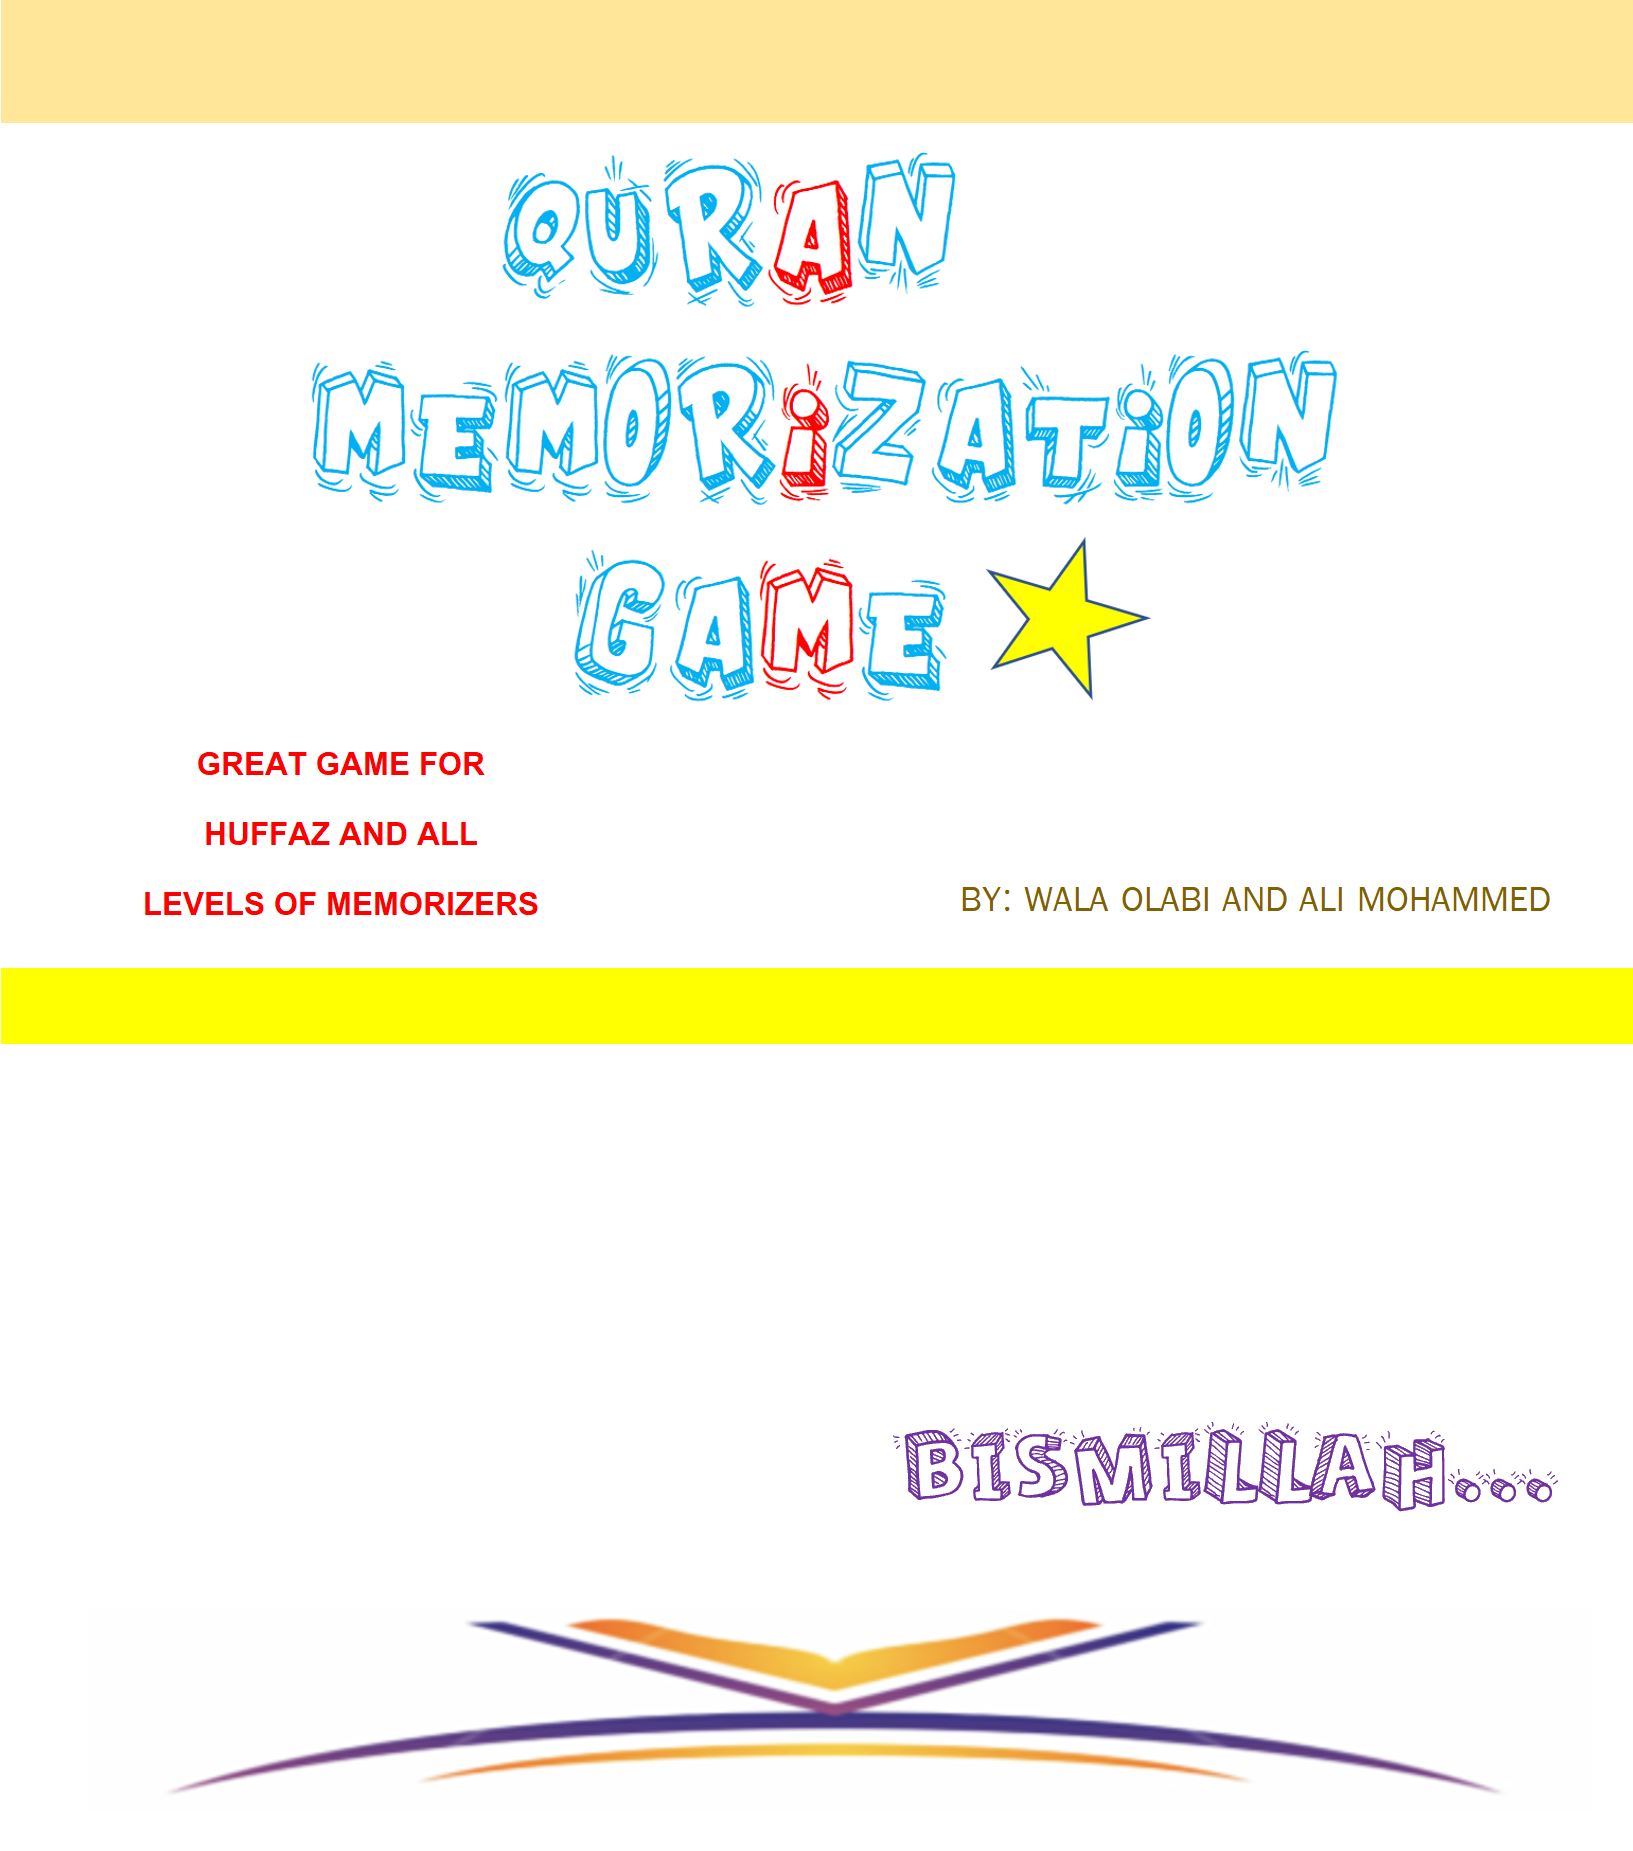 QURAN
MEMORiZATiON
GAME
GREAT GAME FOR
HUFFAZ AND ALL
LEVELS OF MEMORIZERS
BY: WALA OLABI AND ALI MOHAMMED
BISMILLAH...